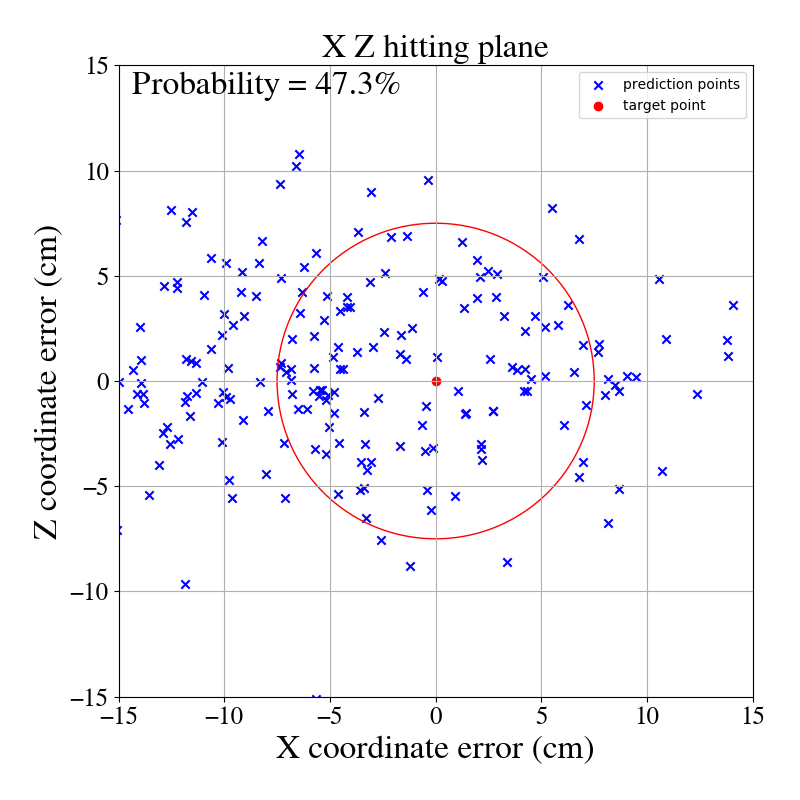 X Z hitting plane
Probability = 47.3%
prediction points
target point
15
10
5
0
−5
−10
−15
Z coordinate error (cm)
−15 −10 −5 0 5 10 15
X coordinate error (cm)